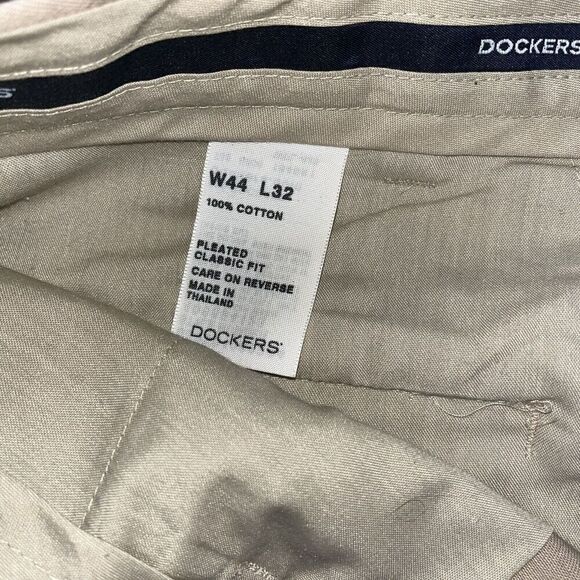 DOCKERS
W44 L32
100% COTTON
PLEATED
CLASSIC FIT
CARE ON REVERSE
MADE IN
THAILAND
DOCKERS®